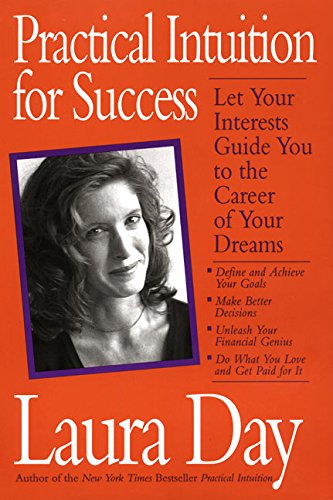 Practical Intuition
for Success
Let Your
Interests
Guide You
to the
Career
of Your
Dreams
▪ Define and Achieve
Your Goals
▪ Make Better
Decisions
▪ Unleash Your
Financial Genius
▪ Do What You Love
and Get Paid for It
Laura Day
Author of the New York Times Bestseller Practical Intuition